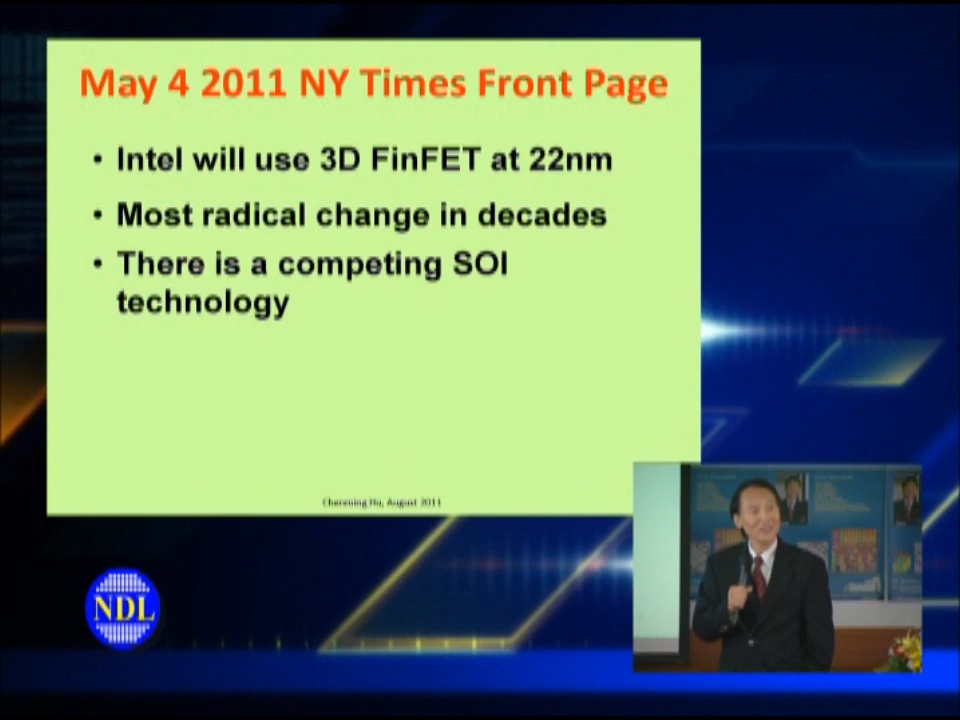 May 4 2011 NY Times Front Page
• Intel will use 3D FinFET at 22nm
• Most radical change in decades
• There is a competing SOI
technology
Chenming Hu, August 2011
NDL